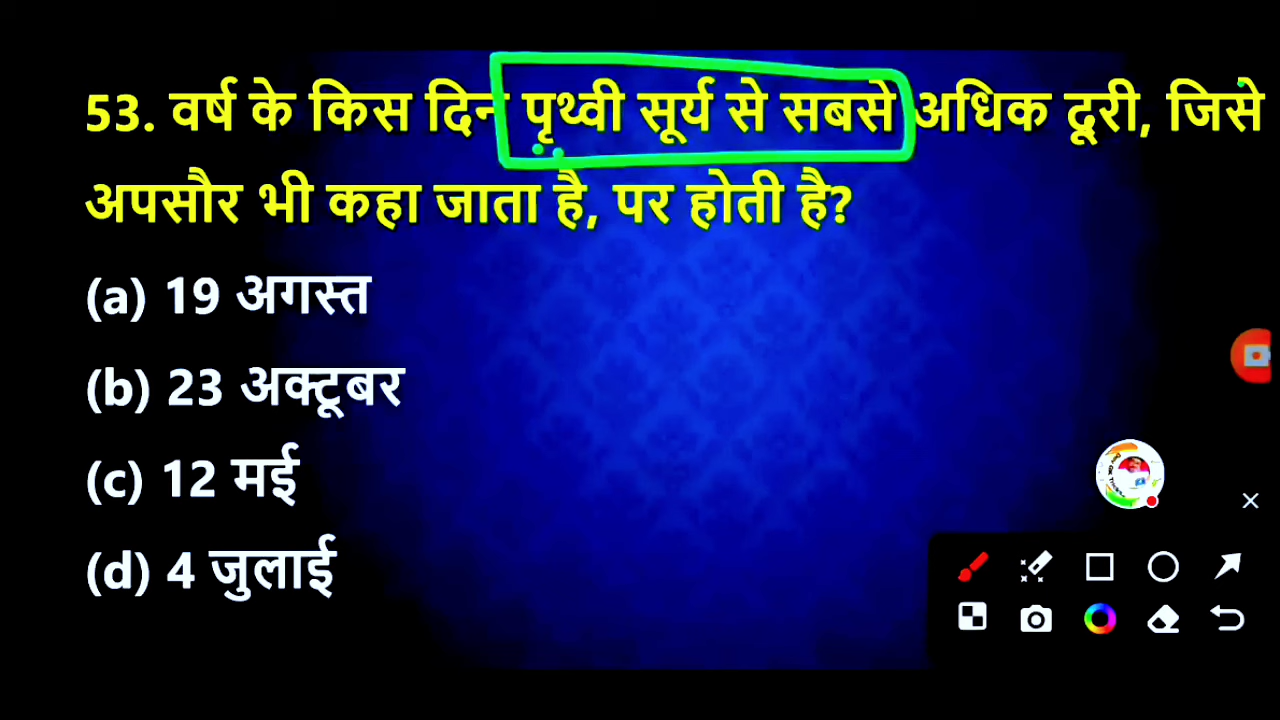 53. वर्ष के किस दिन पृथ्वी सूर्य से सबसे अधिक दूरी, जिसे
अपसौर भी कहा जाता है, पर होती है?
(a) 19 अगस्त
(b) 23 अक्टूबर
(c) 12 मई
(d) 4 जुलाई